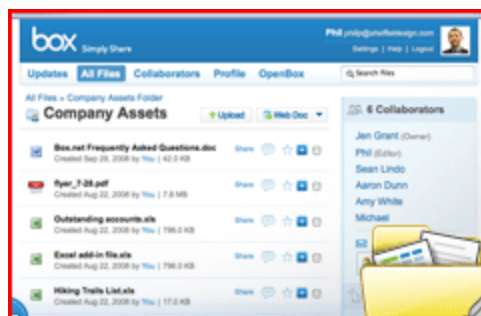 box Simply Share
Phil philip@sheffieldesign.com
Settings | Help | Logout
Updates All Files Collaborators Profile OpenBox
Search files
All Files » Company Assets Folder
Company Assets
Upload Web Doc
Box.net Frequently Asked Questions.doc Share
Created Sep 29, 2008 by You | 42.0 KB
flyer_7-28.pdf Share
Created Aug 22, 2008 by You | 7.8 MB
Outstanding accounts.xls Share
Created Aug 22, 2008 by You | 796.0 KB
Excel add-in file.xls Share
Created Aug 22, 2008 by You | 796.0 KB
Hiking Trails List.xls Share
Created Aug 22, 2008 by You | 17.0 KB
6 Collaborators
Jen Grant (Owner)
Phil (Editor)
Sean Lindo
Aaron Dunn
Amy White
Michael